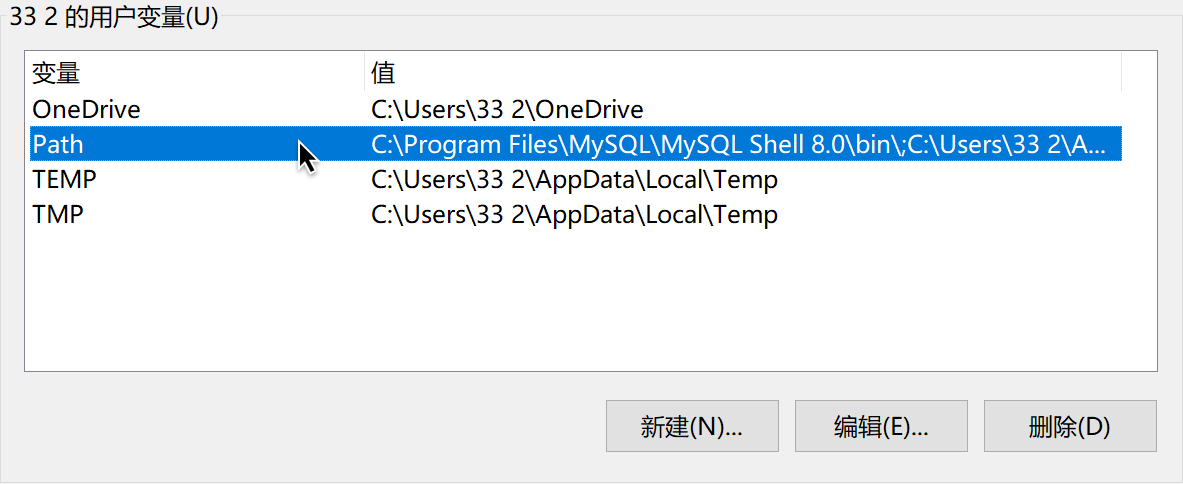 33 2 的用户变量(U)
变量 值
OneDrive C:\Users\33 2\OneDrive
Path C:\Program Files\MySQL\MySQL Shell 8.0\bin\;C:\Users\33 2\A...
TEMP C:\Users\33 2\AppData\Local\Temp
TMP C:\Users\33 2\AppData\Local\Temp
新建(N)... 编辑(E)... 删除(D)